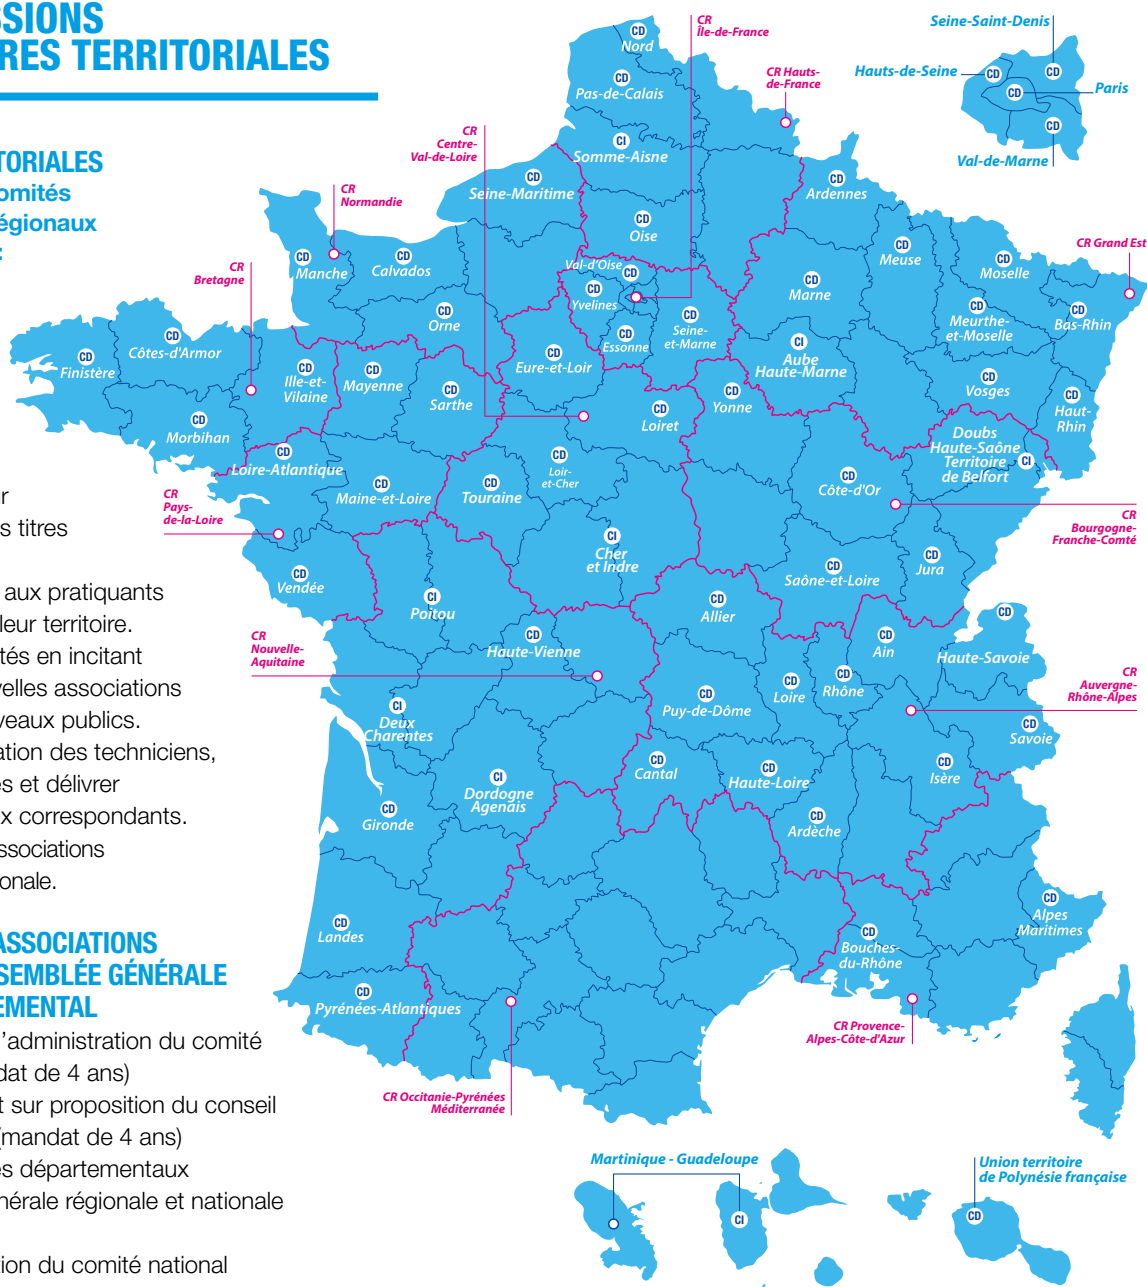 SSIONS
RES TERRITORIALES
TORIALES
omités
égionaux
:
ur
s titres
aux pratiquants
leur territoire.
tés en incitant
velles associations
veaux publics.
ation des techniciens,
es et délivrer
x correspondants.
ssociations
onale.
ASSOCIATIONS
SEMBLÉE GÉNÉRALE
EMENTAL
l'administration du comité
dat de 4 ans)
t sur proposition du conseil
(mandat de 4 ans)
es départementaux
nérale régionale et nationale
tion du comité national
CD
Nord
CD
Pas-de-Calais
CI
Somme-Aisne
CD
Seine-Maritime
CD
Oise
CR
Île-de-France
CR Hauts-
de-France
Seine-Saint-Denis
Hauts-de-Seine
CD
CD
CD
Paris
CD
Val-de-Marne
CR
Centre-
Val-de-Loire
CR
Normandie
CR
Bretagne
CD
Manche
CD
Calvados
CD
Orne
Val-d'Oise
CD
CD
Yvelines
CD
Essonne
CD
Seine-
et-Marne
CD
Ardennes
CD
Meuse
CD
Marne
CD
Moselle
CR Grand Est
CD
Meurthe-
et-Moselle
CD
Bas-Rhin
CI
Aube
Haute-Marne
CD
Vosges
CD
Haut-
Rhin
CD
Finistère
CD
Côtes-d'Armor
CD
Morbihan
CD
Ille-et-
Vilaine
CD
Mayenne
CD
Sarthe
CD
Eure-et-Loir
CD
Loiret
CD
Yonne
Doubs
Haute-Saône
Territoire
de Belfort
CI
CD
Loire-Atlantique
CD
Maine-et-Loire
CD
Touraine
CD
Loir-
et-Cher
CD
Côte-d'Or
CR
Bourgogne-
Franche-Comté
CR
Pays-
de-la-Loire
CI
Cher
et Indre
CD
Saône-et-Loire
CD
Jura
CD
Vendée
CI
Poitou
CD
Allier
CR
Nouvelle-
Aquitaine
CD
Haute-Vienne
CD
Ain
CD
Haute-Savoie
CD
Puy-de-Dôme
CD
Loire
CD
Rhône
CR
Auvergne-
Rhône-Alpes
CI
Deux
Charentes
CD
Savoie
CD
Isère
CI
Dordogne
Agenais
CD
Cantal
CD
Haute-Loire
CD
Gironde
CD
Ardèche
CD
Landes
CD
Alpes
Maritimes
CD
Bouches-
du-Rhône
CD
Pyrénées-Atlantiques
CR Provence-
Alpes-Côte-d'Azur
CR Occitanie-Pyrénées
Méditerranée
Martinique - Guadeloupe
CI
Union territoire
de Polynésie française
CD